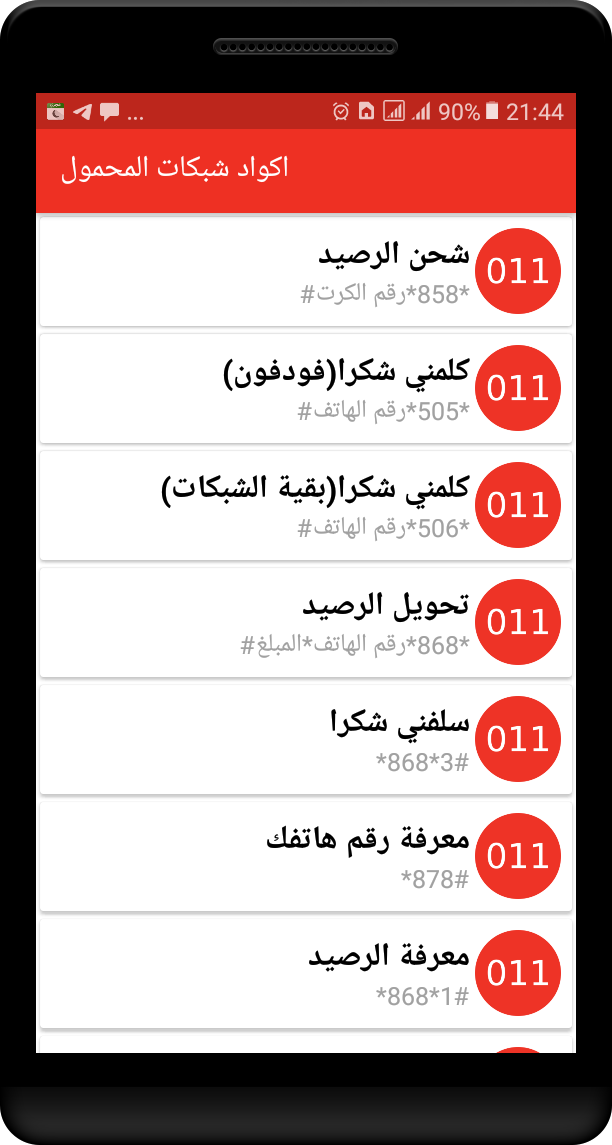 ... 90% 21:44
اكواد شبكات المحمول
011
شحن الرصيد
*858*رقم الكرت#
011
كلمني شكرا(فودفون)
*505*رقم الهاتف#
011
كلمني شكرا(بقية الشبكات)
*506*رقم الهاتف#
011
تحويل الرصيد
*868*رقم الهاتف*المبلغ#
011
سلفني شكرا
*868*3#
011
معرفة رقم هاتفك
*878#
011
معرفة الرصيد
*868*1#